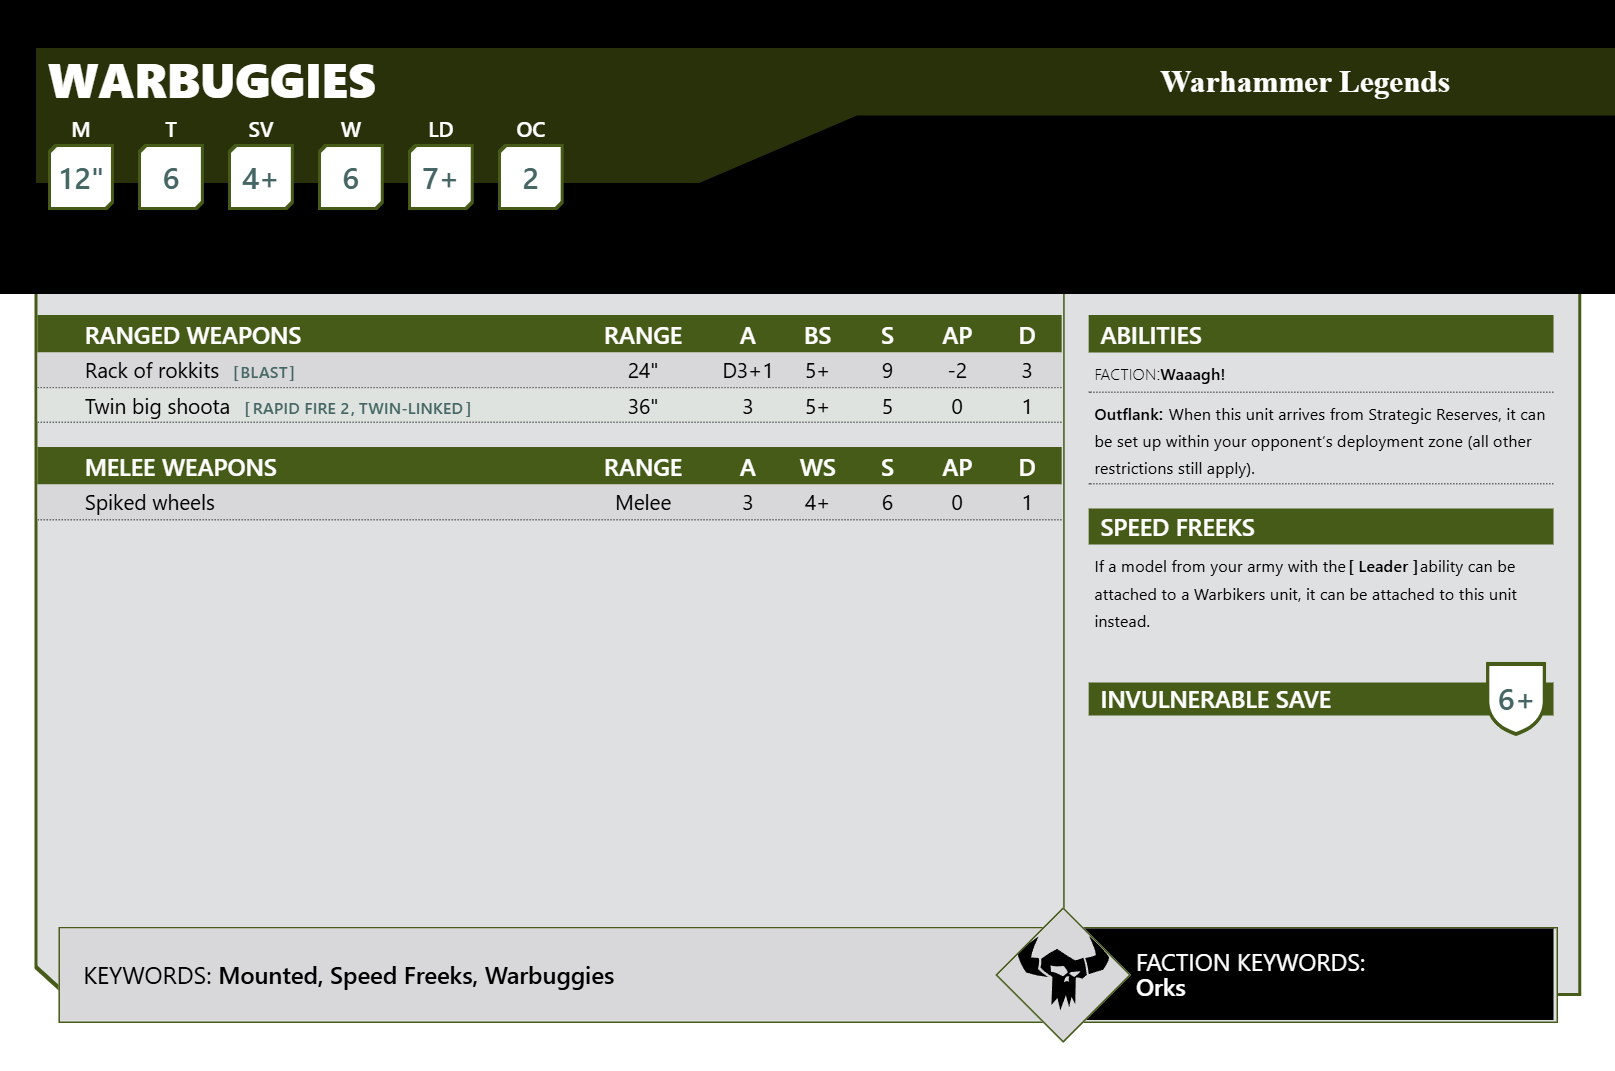 WARBUGGIES
Warhammer Legends
M T SV W LD OC
12" 6 4+ 6 7+ 2
RANGED WEAPONS RANGE A BS S AP D
Rack of rokkits [BLAST] 24" D3+1 5+ 9 -2 3
Twin big shoota [RAPID FIRE 2, TWIN-LINKED] 36" 3 5+ 5 0 1
MELEE WEAPONS RANGE A WS S AP D
Spiked wheels Melee 3 4+ 6 0 1
ABILITIES
FACTION:Waaagh!
Outflank: When this unit arrives from Strategic Reserves, it can
be set up within your opponent’s deployment zone (all other
restrictions still apply).
SPEED FREEKS
If a model from your army with the [ Leader ] ability can be
attached to a Warbikers unit, it can be attached to this unit
instead.
INVULNERABLE SAVE 6+
KEYWORDS: Mounted, Speed Freeks, Warbuggies
FACTION KEYWORDS:
Orks